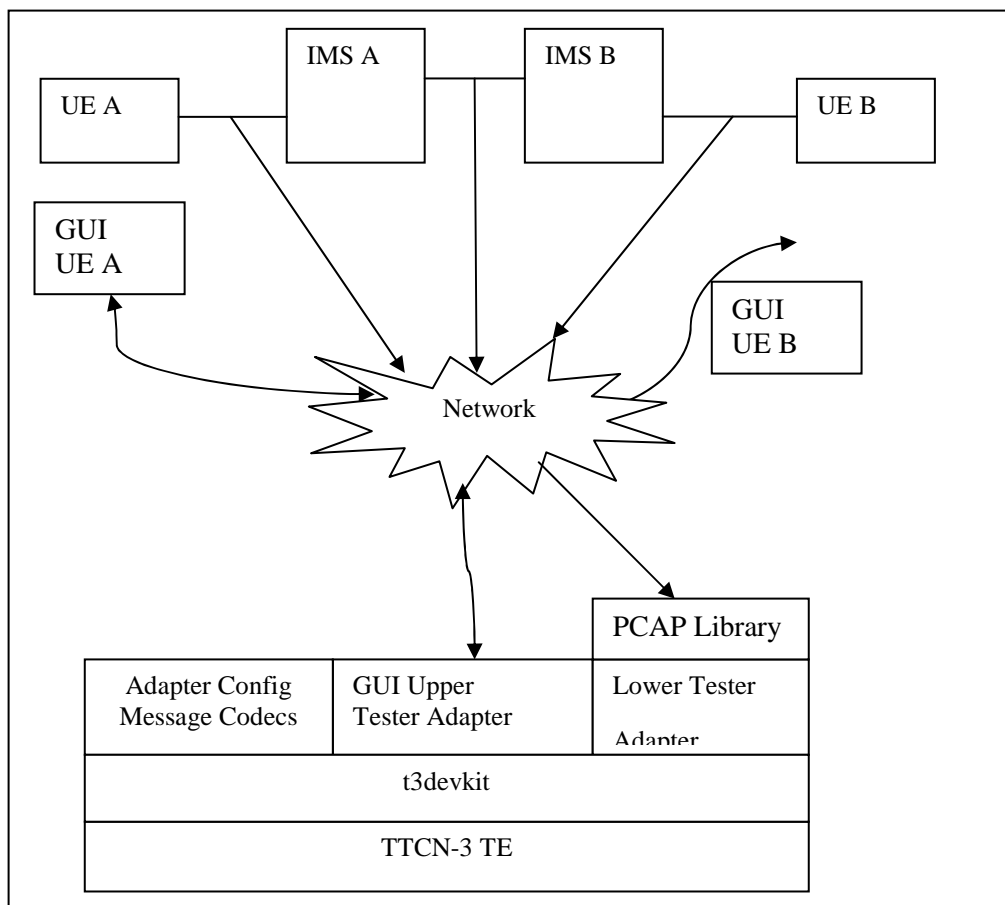 IMS A
IMS B
UE A
UE B
GUI
UE A
GUI
UE B
Network
PCAP Library
Adapter Config
Message Codecs
GUI Upper
Tester Adapter
Lower Tester
Adapter
t3devkit
TTCN-3 TE